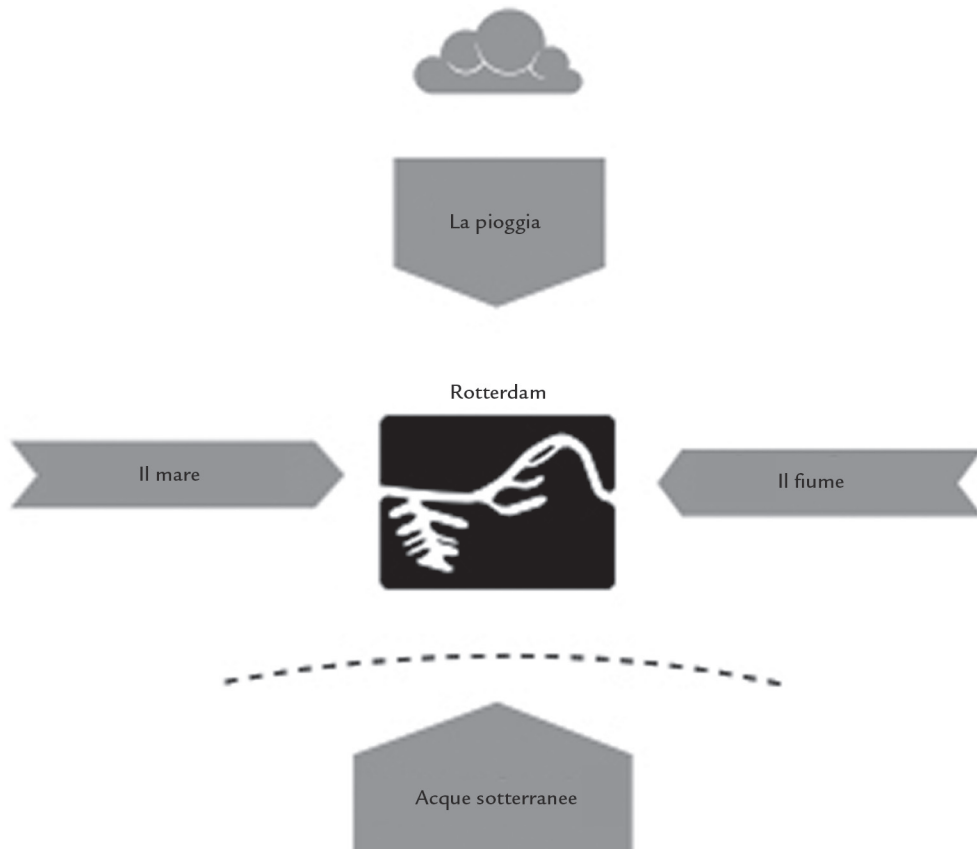 La pioggia
Rotterdam
Il mare
Il fiume
Acque sotterranee